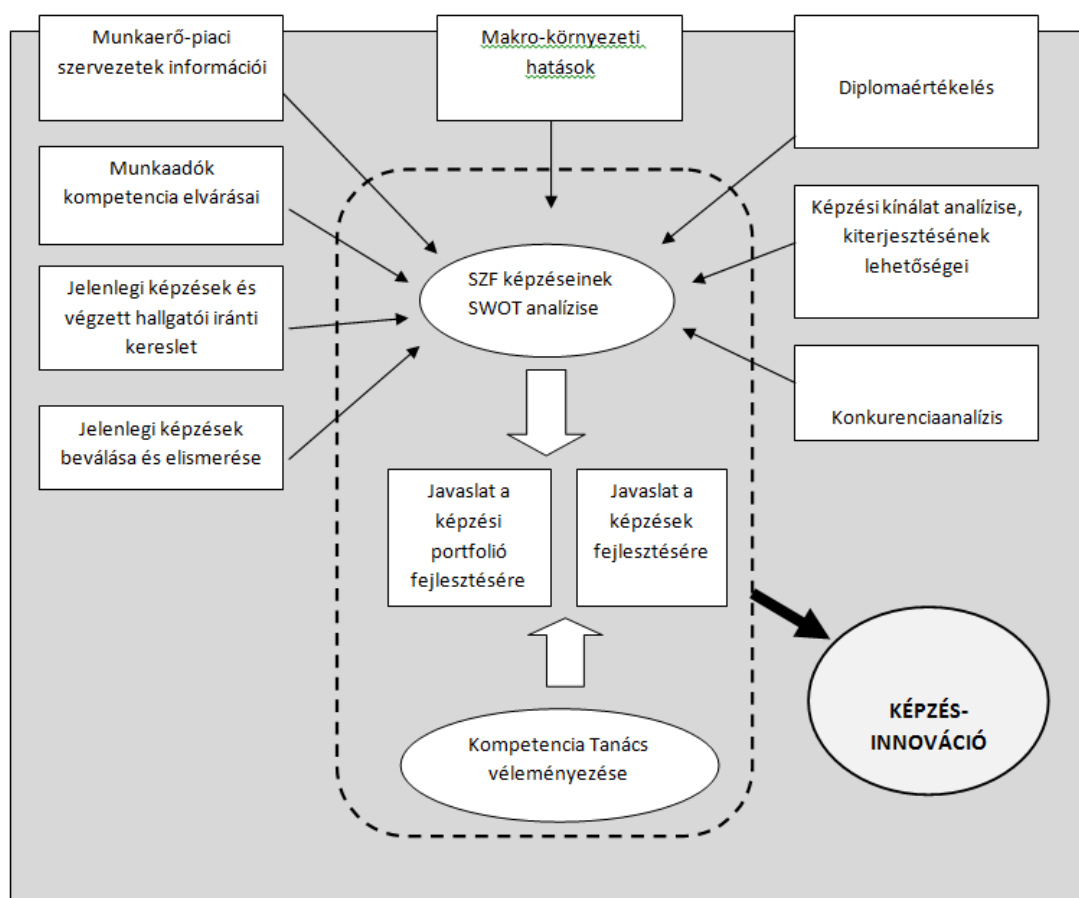 Munkaerő-piaci
szervezetek információi
Makro-környezeti
hatások
Diplomaértékelés
Munkaadók
kompetencia elvárásai
Képzési kínálat analízise,
kiterjesztésének
lehetőségei
Jelenlegi képzések és
végzett hallgatói iránti
kereslet
SZF képzéseinek
SWOT analízise
Konkurenciaanalízis
Jelenlegi képzések
beválása és elismerése
Javaslat a
képzési
portfolió
fejlesztésére
Javaslat a
képzések
fejlesztésére
KÉPZÉS-
INNOVÁCIÓ
Kompetencia Tanács
véleményezése